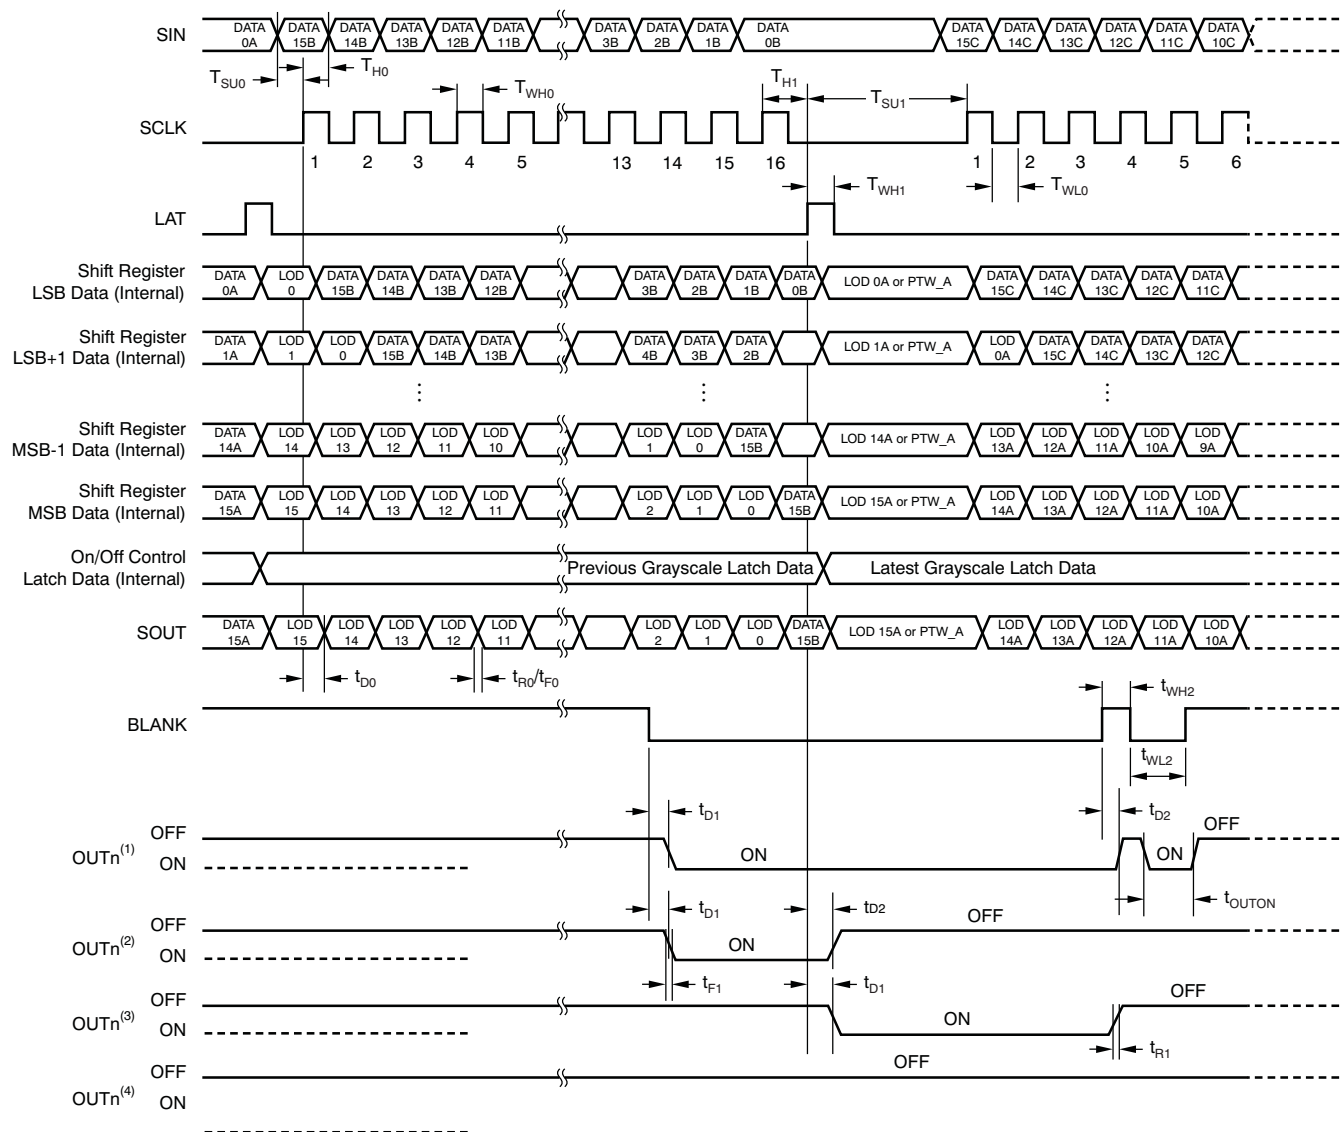 SIN
DATA 0A DATA 15B DATA 14B DATA 13B DATA 12B DATA 11B DATA 3B DATA 2B DATA 1B DATA 0B DATA 15C DATA 14C DATA 13C DATA 12C DATA 11C DATA 10C
TSU0 TH0 TWH0 TH1 TSU1
SCLK
1 2 3 4 5 13 14 15 16 1 2 3 4 5 6
TWH1 TWL0
LAT
Shift Register
LSB Data (Internal)
DATA 0A LOD 0 DATA 15B DATA 14B DATA 13B DATA 12B DATA 3B DATA 2B DATA 1B DATA 0B LOD 0A or PTW_A DATA 15C DATA 14C DATA 13C DATA 12C DATA 11C
Shift Register
LSB+1 Data (Internal)
DATA 1A LOD 1 LOD 0 DATA 15B DATA 14B DATA 13B DATA 4B DATA 3B DATA 2B LOD 1A or PTW_A LOD 0A DATA 15C DATA 14C DATA 13C DATA 12C
Shift Register
MSB-1 Data (Internal)
DATA 14A LOD 14 LOD 13 LOD 12 LOD 11 LOD 10 LOD 1 LOD 0 DATA 15B LOD 14A or PTW_A LOD 13A LOD 12A LOD 11A LOD 10A LOD 9A
Shift Register
MSB Data (Internal)
DATA 15A LOD 15 LOD 14 LOD 13 LOD 12 LOD 11 LOD 2 LOD 1 LOD 0 DATA 15B LOD 15A or PTW_A LOD 14A LOD 13A LOD 12A LOD 11A LOD 10A
On/Off Control
Latch Data (Internal)
Previous Grayscale Latch Data Latest Grayscale Latch Data
SOUT
DATA 15A LOD 15 LOD 14 LOD 13 LOD 12 LOD 11 LOD 2 LOD 1 LOD 0 DATA 15B LOD 15A or PTW_A LOD 14A LOD 13A LOD 12A LOD 11A LOD 10A
tD0 tR0/tF0 tWH2
BLANK
tWL2
tD1 tD2
OUTn(1) OFF ON ON ON OFF
tOUTON
tD1 tD2
OUTn(2) OFF ON ON OFF
tF1 tD1
OUTn(3) OFF ON ON OFF
tR1
OUTn(4) OFF ON OFF